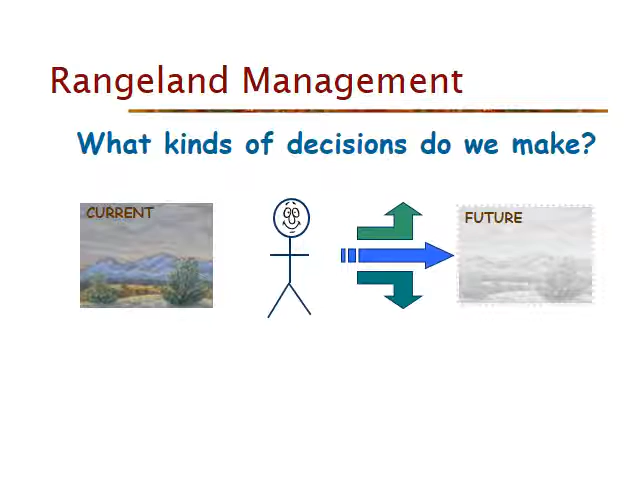 Rangeland Management
What kinds of decisions do we make?
CURRENT
FUTURE